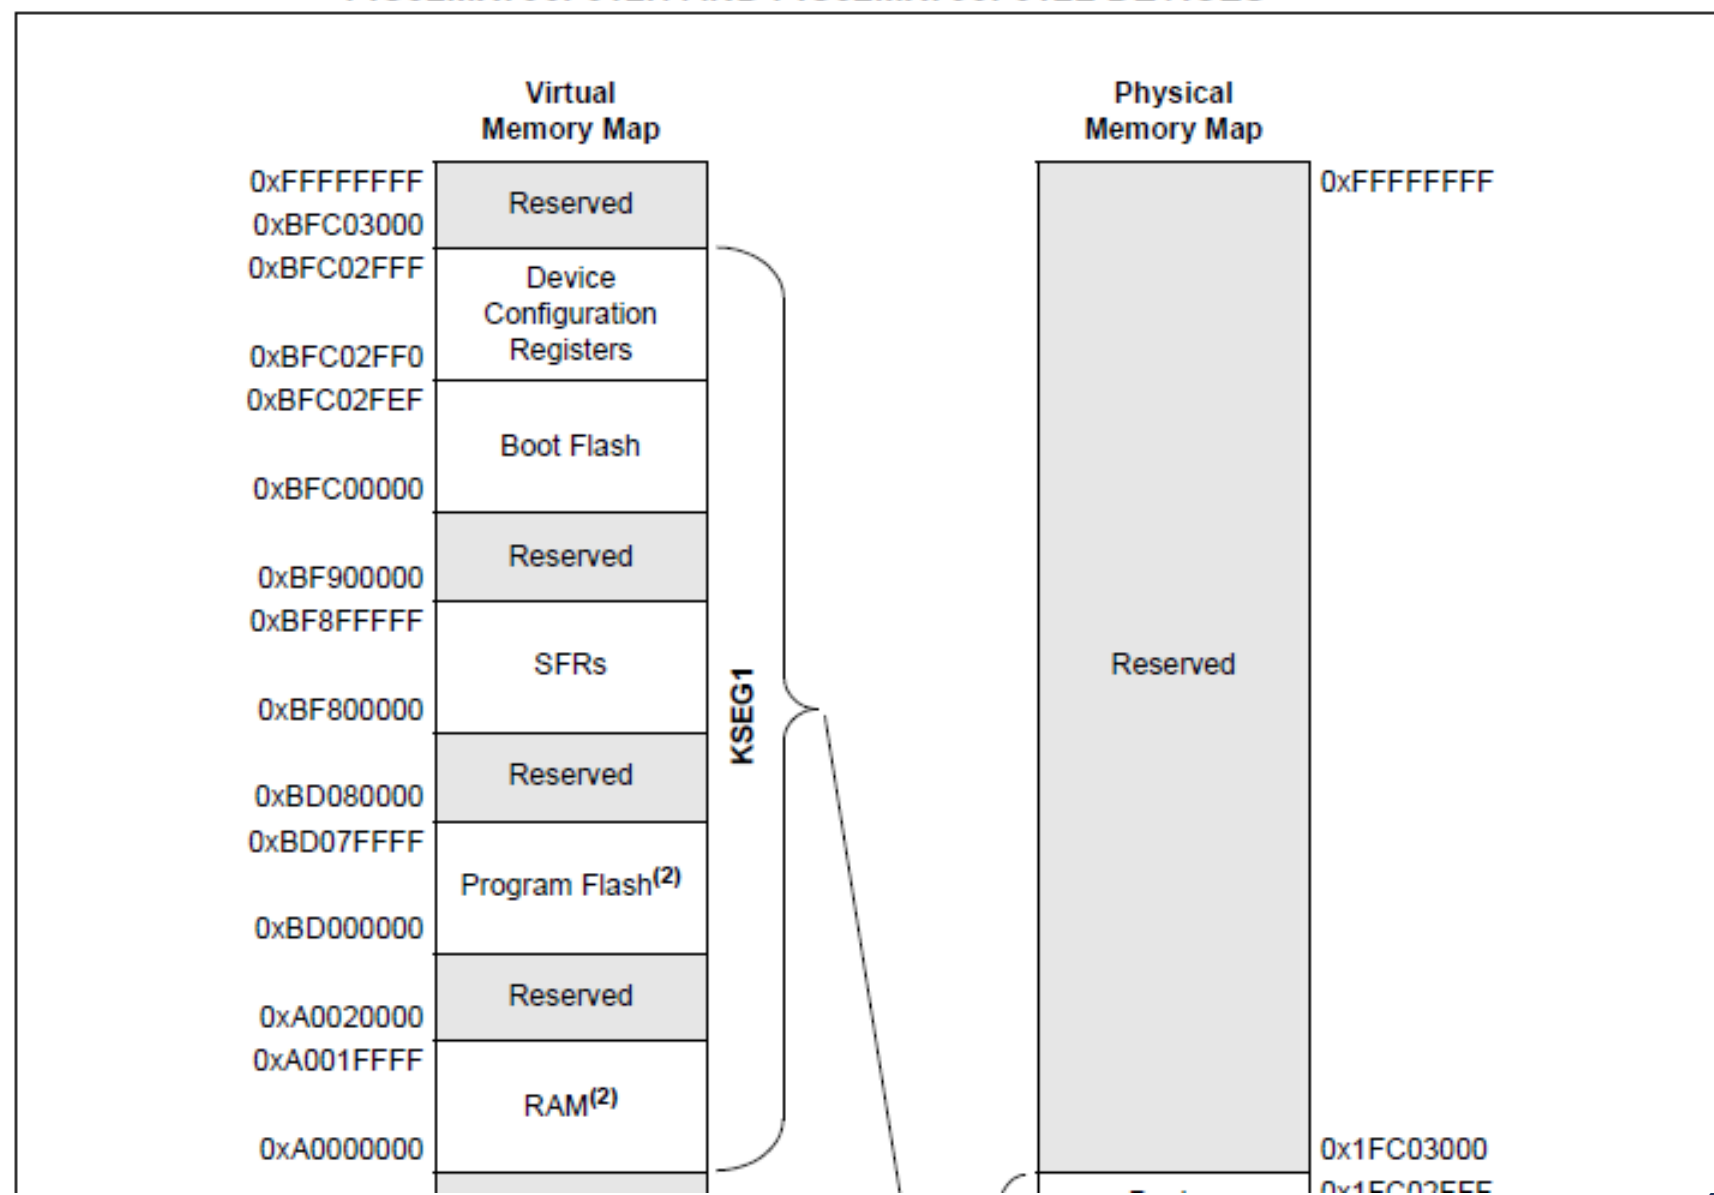 Virtual
Memory Map
Physical
Memory Map
0xFFFFFFFF
Reserved
0xBFC03000
0xBFC02FFF
Device
Configuration
Registers
0xBFC02FF0
0xBFC02FEF
Boot Flash
0xBFC00000
Reserved
0xBF900000
0xBF8FFFFF
SFRs
0xBF800000
Reserved
0xBD080000
0xBD07FFFF
Program Flash(2)
0xBD000000
Reserved
0xA0020000
0xA001FFFF
RAM(2)
0xA0000000
KSEG1
0xFFFFFFFF
Reserved
0x1FC03000
0x1FC02FFF